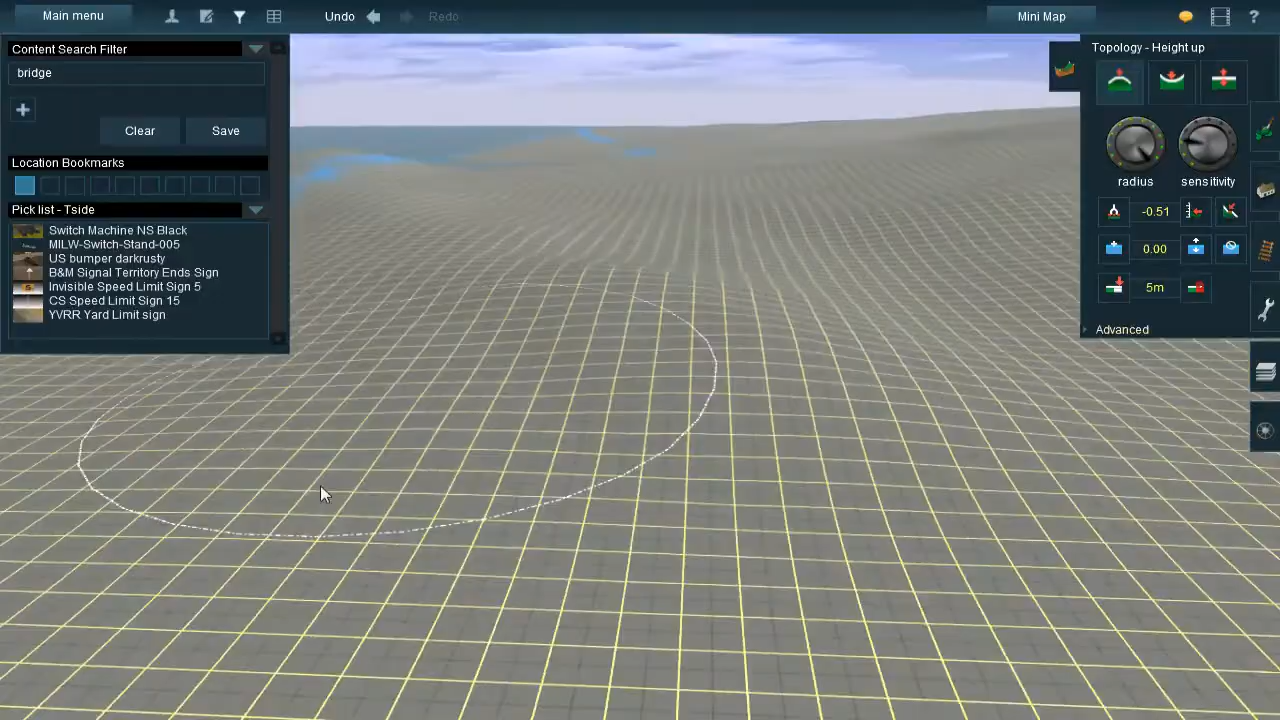 Main menu
Undo
Redo
Mini Map
?
Content Search Filter
bridge
+
Clear
Save
Location Bookmarks
Pick list - Tside
Switch Machine NS Black
MILW-Switch-Stand-005
US bumper darkrusty
B&M Signal Territory Ends Sign
Invisible Speed Limit Sign 5
CS Speed Limit Sign 15
YVRR Yard Limit sign
Topology - Height up
radius
sensitivity
-0.51
0.00
5m
Advanced